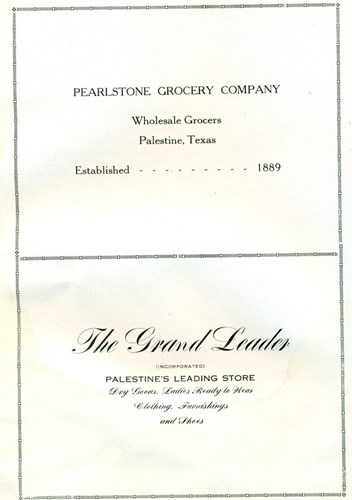 PEARLSTONE GROCERY COMPANY
Wholesale Grocers
Palestine, Texas
Established - - - - - - - - - 1889
The Grand Leader
(INCORPORATED)
PALESTINE'S LEADING STORE
Dry Goods, Ladies Ready to Wear
Clothing, Furnishings
and Shoes